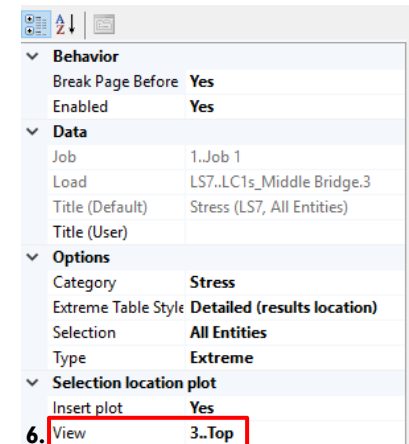 Behavior
Break Page Before Yes
Enabled Yes
Data
Job 1..Job 1
Load LS7..LC1s_Middle Bridge.3
Title (Default) Stress (LS7, All Entities)
Title (User)
Options
Category Stress
Extreme Table Style Detailed (results location)
Selection All Entities
Type Extreme
Selection location plot
Insert plot Yes
6. View 3..Top